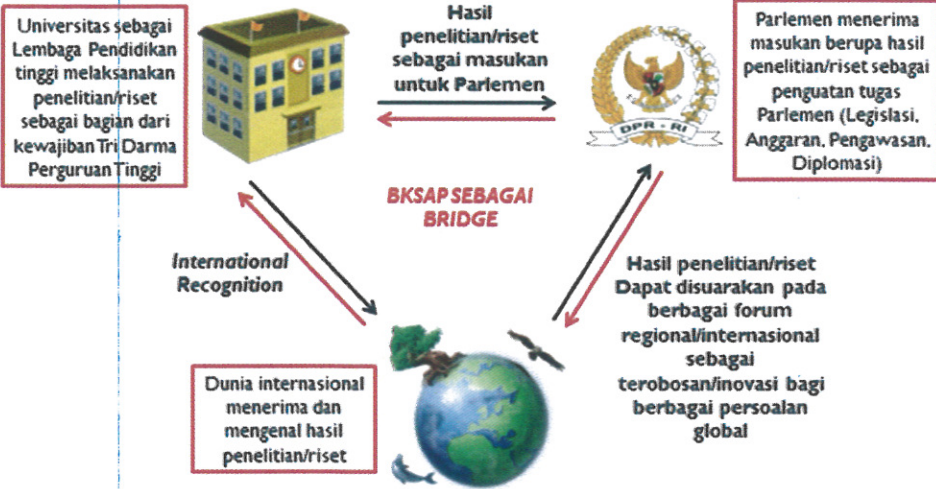 Universitas sebagai
Lembaga Pendidikan
tinggi melaksanakan
penelitian/riset
sebagai bagian dari
kewajiban Tri Darma
Perguruan Tinggi
Hasil
penelitian/riset
sebagai masukan
untuk Parlemen
DPR - RI
Parlemen menerima
masukan berupa hasil
penelitian/riset sebagai
penguatan tugas
Parlemen (Legislasi,
Anggaran, Pengawasan,
Diplomasi)
BKSAP SEBAGAI
BRIDGE
International
Recognition
Hasil penelitian/riset
Dapat disuarakan pada
berbagai forum
regional/internasional
sebagai
terobosan/inovasi bagi
berbagai persoalan
global
Dunia internasional
menerima dan
mengenal hasil
penelitian/riset